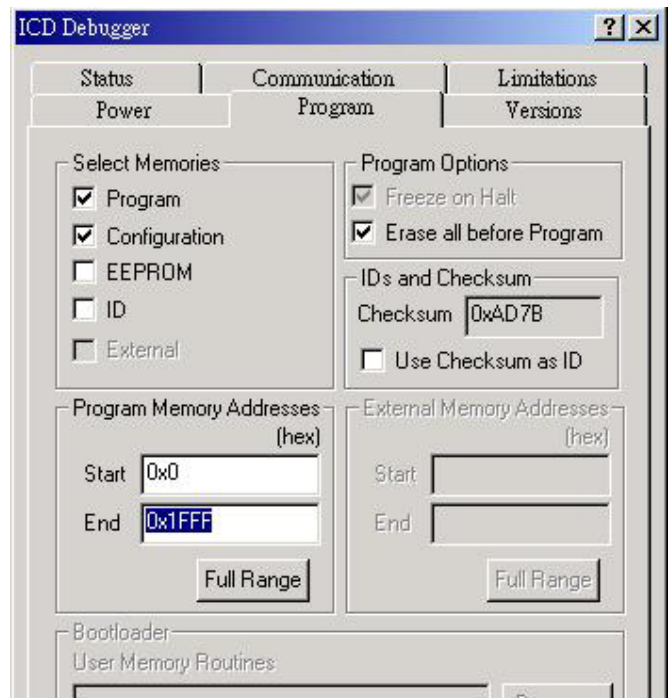 ICD Debugger
Status Communication Limitations
Power Program Versions
Select Memories
Program
Configuration
EEPROM
ID
External
Program Options
Freeze on Halt
Erase all before Program
IDs and Checksum
Checksum 0xAD7B
Use Checksum as ID
Program Memory Addresses
(hex)
Start 0x0
End 0x1FFF
Full Range
External Memory Addresses
(hex)
Start
End
Full Range
Bootloader
User Memory Routines